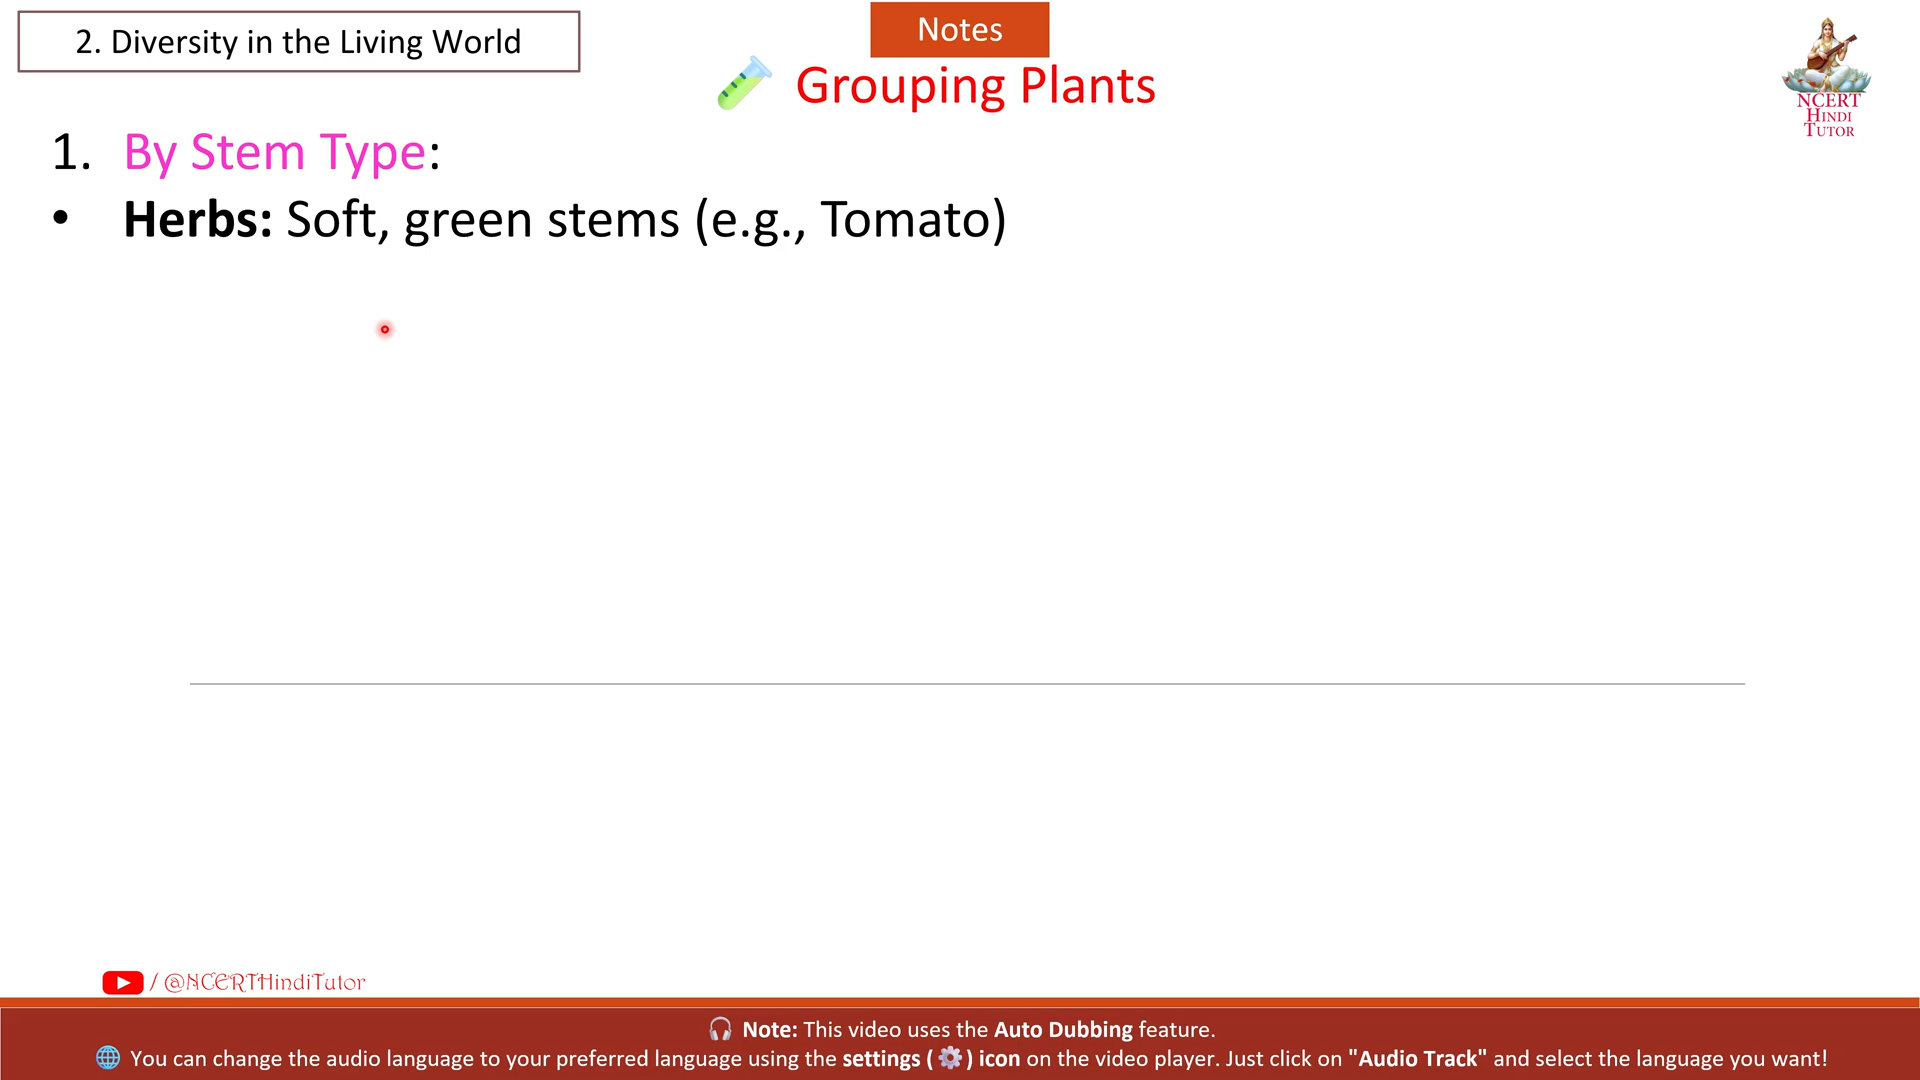 2. Diversity in the Living World
Notes
Grouping Plants
NCERT
HINDI
TUTOR
1. By Stem Type:
• Herbs: Soft, green stems (e.g., Tomato)
/ @NCERTHindiTutor
Note: This video uses the Auto Dubbing feature.
You can change the audio language to your preferred language using the settings ( ) icon on the video player. Just click on "Audio Track" and select the language you want!